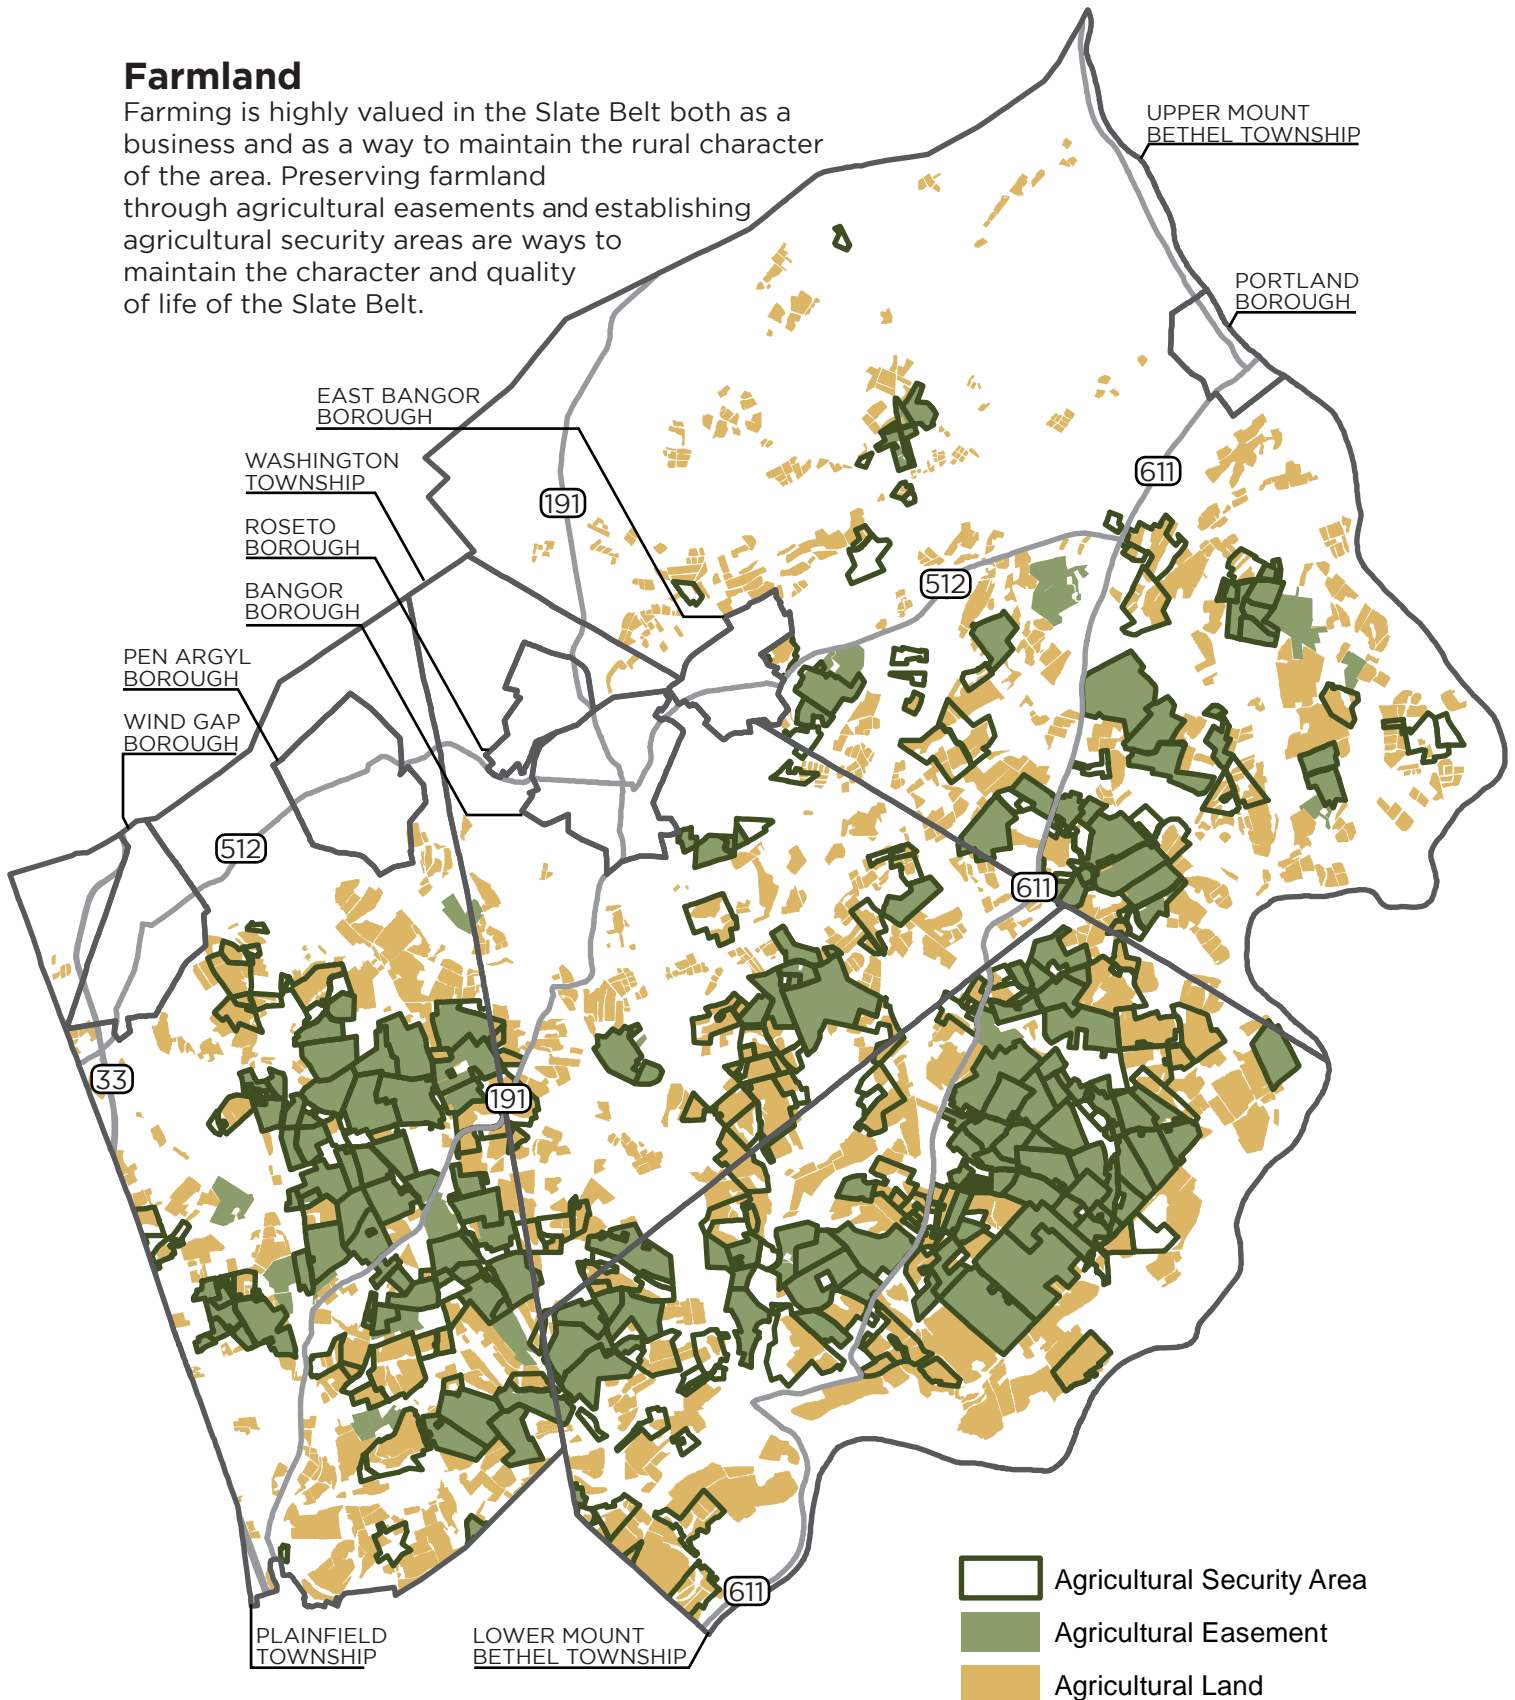 Farmland
Farming is highly valued in the Slate Belt both as a
business and as a way to maintain the rural character
of the area. Preserving farmland
through agricultural easements and establishing
agricultural security areas are ways to
maintain the character and quality
of life of the Slate Belt.
UPPER MOUNT
BETHEL TOWNSHIP
PORTLAND
BOROUGH
EAST BANGOR
BOROUGH
WASHINGTON
TOWNSHIP
ROSETO
BOROUGH
BANGOR
BOROUGH
PEN ARGYL
BOROUGH
WIND GAP
BOROUGH
611
191
512
512
611
33
191
611
PLAINFIELD
TOWNSHIP
LOWER MOUNT
BETHEL TOWNSHIP
Agricultural Security Area
Agricultural Easement
Agricultural Land